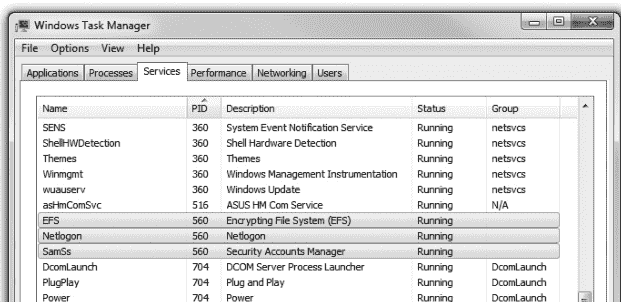 Windows Task Manager
File Options View Help
Applications Processes Services Performance Networking Users
Name PID Description Status Group
SENS 360 System Event Notification Service Running netsvcs
ShellHWDetection 360 Shell Hardware Detection Running netsvcs
Themes 360 Themes Running netsvcs
Winmgmt 360 Windows Management Instrumentation Running netsvcs
wuauserv 360 Windows Update Running netsvcs
asHmComSvc 516 ASUS HM Com Service Running N/A
EFS 560 Encrypting File System (EFS) Running
Netlogon 560 Netlogon Running
SamSs 560 Security Accounts Manager Running
DcomLaunch 704 DCOM Server Process Launcher Running DcomLaunch
PlugPlay 704 Plug and Play Running DcomLaunch
Power 704 Power Running DcomLaunch